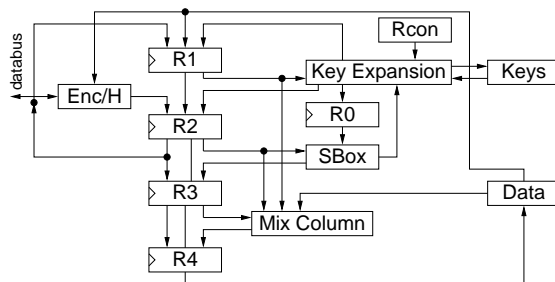 Rcon
databus
R1
Key Expansion
Keys
Enc/H
R0
R2
SBox
R3
Data
Mix Column
R4